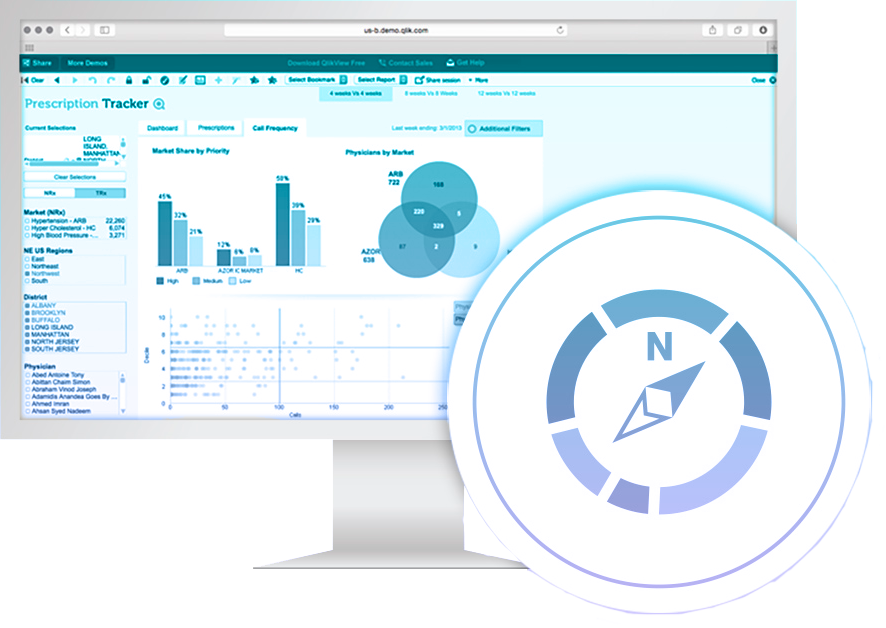 us-b.demo.qlik.com
Share More Demos Download QlikView Free Contact Sales Get Help
Clear Select Bookmark Select Report Share session More Close
4 weeks Vs 4 weeks 8 weeks Vs 8 Weeks 12 weeks Vs 12 weeks
Prescription Tracker
Current Selections
LONG
ISLAND,
MANHATTAN,
Clear Selections
NRx TRx
Market (NRx)
Hypertension - ARB 22,260
Hyper Cholesterol - HC 6,074
High Blood Pressure -... 3,271
NE US Regions
East
Northeast
Northwest
South
District
ALBANY
BROOKLYN
BUFFALO
LONG ISLAND
MANHATTAN
NORTH JERSEY
SOUTH JERSEY
Physician
Abed Antoine Tony
Abittan Chaim Simon
Abraham Vinod Joseph
Adamidis Anandea Goes By ...
Ahmed Imran
Ahsan Syed Nadeem
Dashboard Prescriptions Call Frequency Last week ending: 3/1/2013 Additional Filters
Market Share by Priority
45%
32%
21%
12%
6%
8%
58%
39%
29%
ARB AZOR IC MARKET HC
High Medium Low
Physicians by Market
ARB
722
168
220
5
329
67
2
9
AZOR
638
Decile
10
8
6
4
2
0
0 50 100 150 200
Calls
N